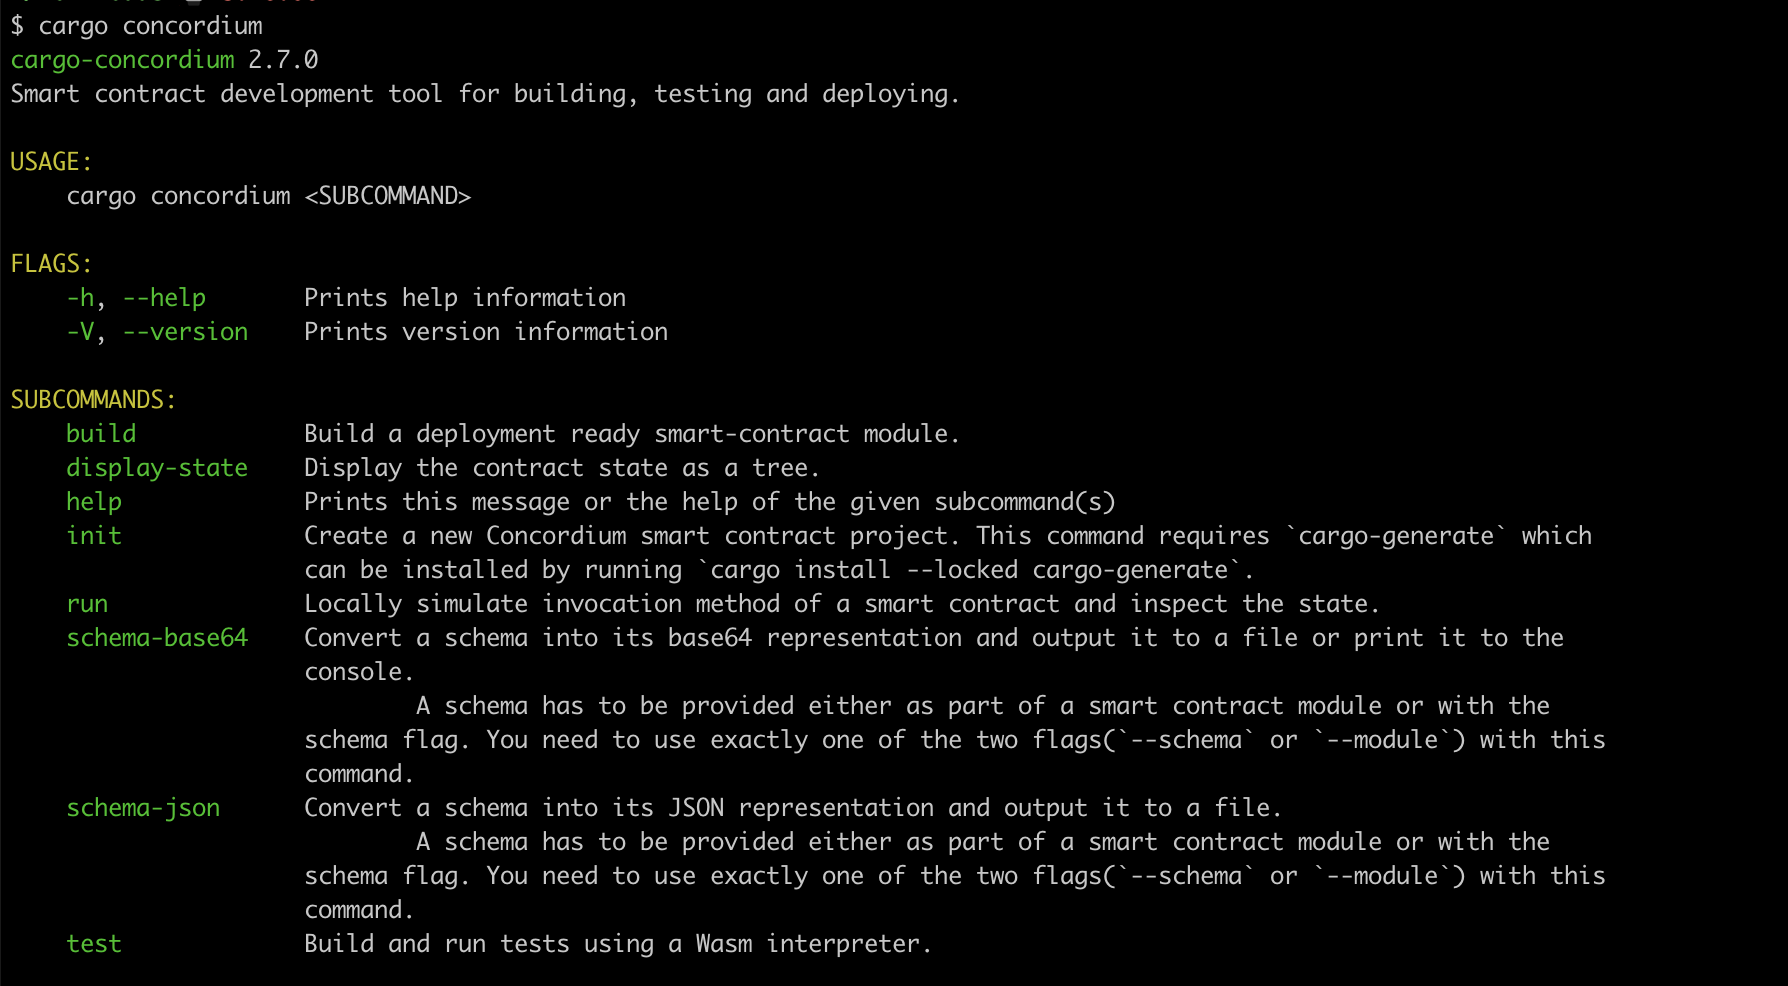 $ cargo concordium
cargo-concordium 2.7.0
Smart contract development tool for building, testing and deploying.
USAGE:
cargo concordium <SUBCOMMAND>
FLAGS:
-h, --help Prints help information
-V, --version Prints version information
SUBCOMMANDS:
build Build a deployment ready smart-contract module.
display-state Display the contract state as a tree.
help Prints this message or the help of the given subcommand(s)
init Create a new Concordium smart contract project. This command requires `cargo-generate` which
can be installed by running `cargo install --locked cargo-generate`.
run Locally simulate invocation method of a smart contract and inspect the state.
schema-base64 Convert a schema into its base64 representation and output it to a file or print it to the
console.
A schema has to be provided either as part of a smart contract module or with the
schema flag. You need to use exactly one of the two flags(`--schema` or `--module`) with this
command.
schema-json Convert a schema into its JSON representation and output it to a file.
A schema has to be provided either as part of a smart contract module or with the
schema flag. You need to use exactly one of the two flags(`--schema` or `--module`) with this
command.
test Build and run tests using a Wasm interpreter.